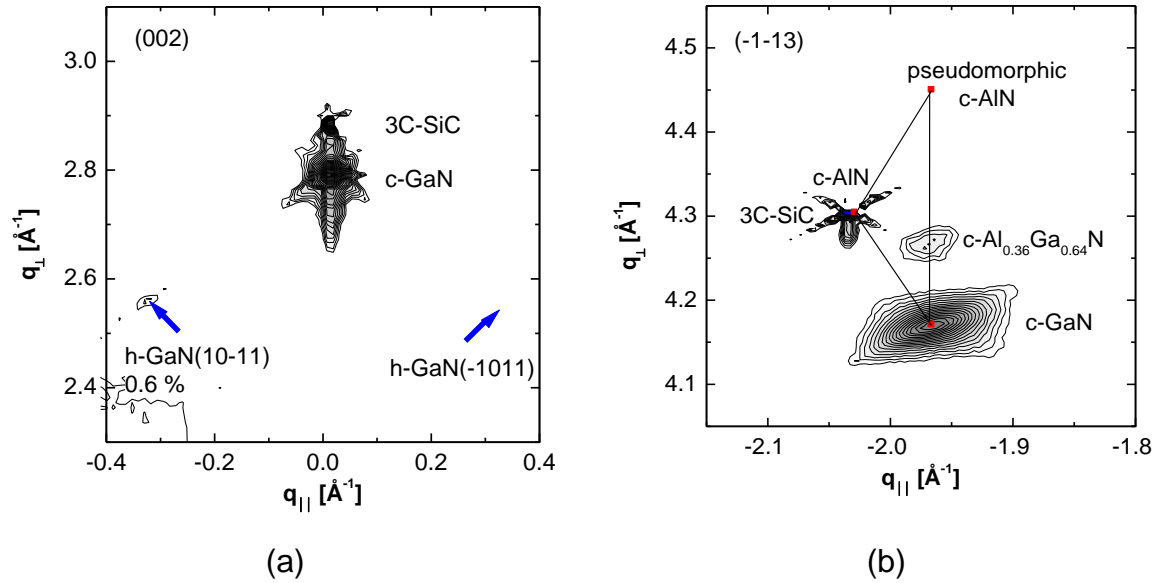 (002)
3.0
2.8
2.6
2.4
q⊥ [Å-1]
3C-SiC
c-GaN
h-GaN(10-11)
0.6 %
h-GaN(-1011)
-0.4
-0.2
0.0
0.2
0.4
q|| [Å-1]
(a)
(-1-13)
4.5
4.4
4.3
4.2
4.1
q⊥ [Å-1]
pseudomorphic
c-AlN
c-AlN
3C-SiC
c-Al0.36Ga0.64N
c-GaN
-2.1
-2.0
-1.9
-1.8
q|| [Å-1]
(b)